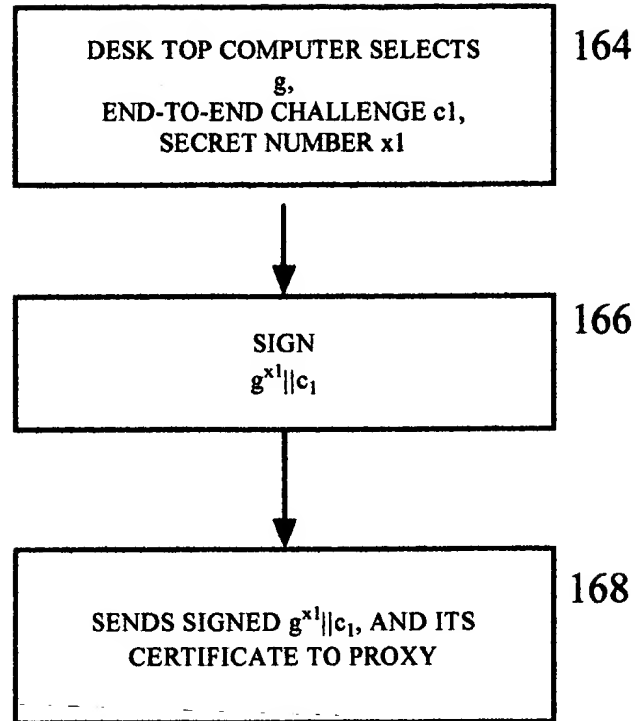 DESK TOP COMPUTER SELECTS
g,
END-TO-END CHALLENGE c1,
SECRET NUMBER x1
164
SIGN
g^{x1}||c₁
166
SENDS SIGNED g^{x1}||c₁, AND ITS
CERTIFICATE TO PROXY
168